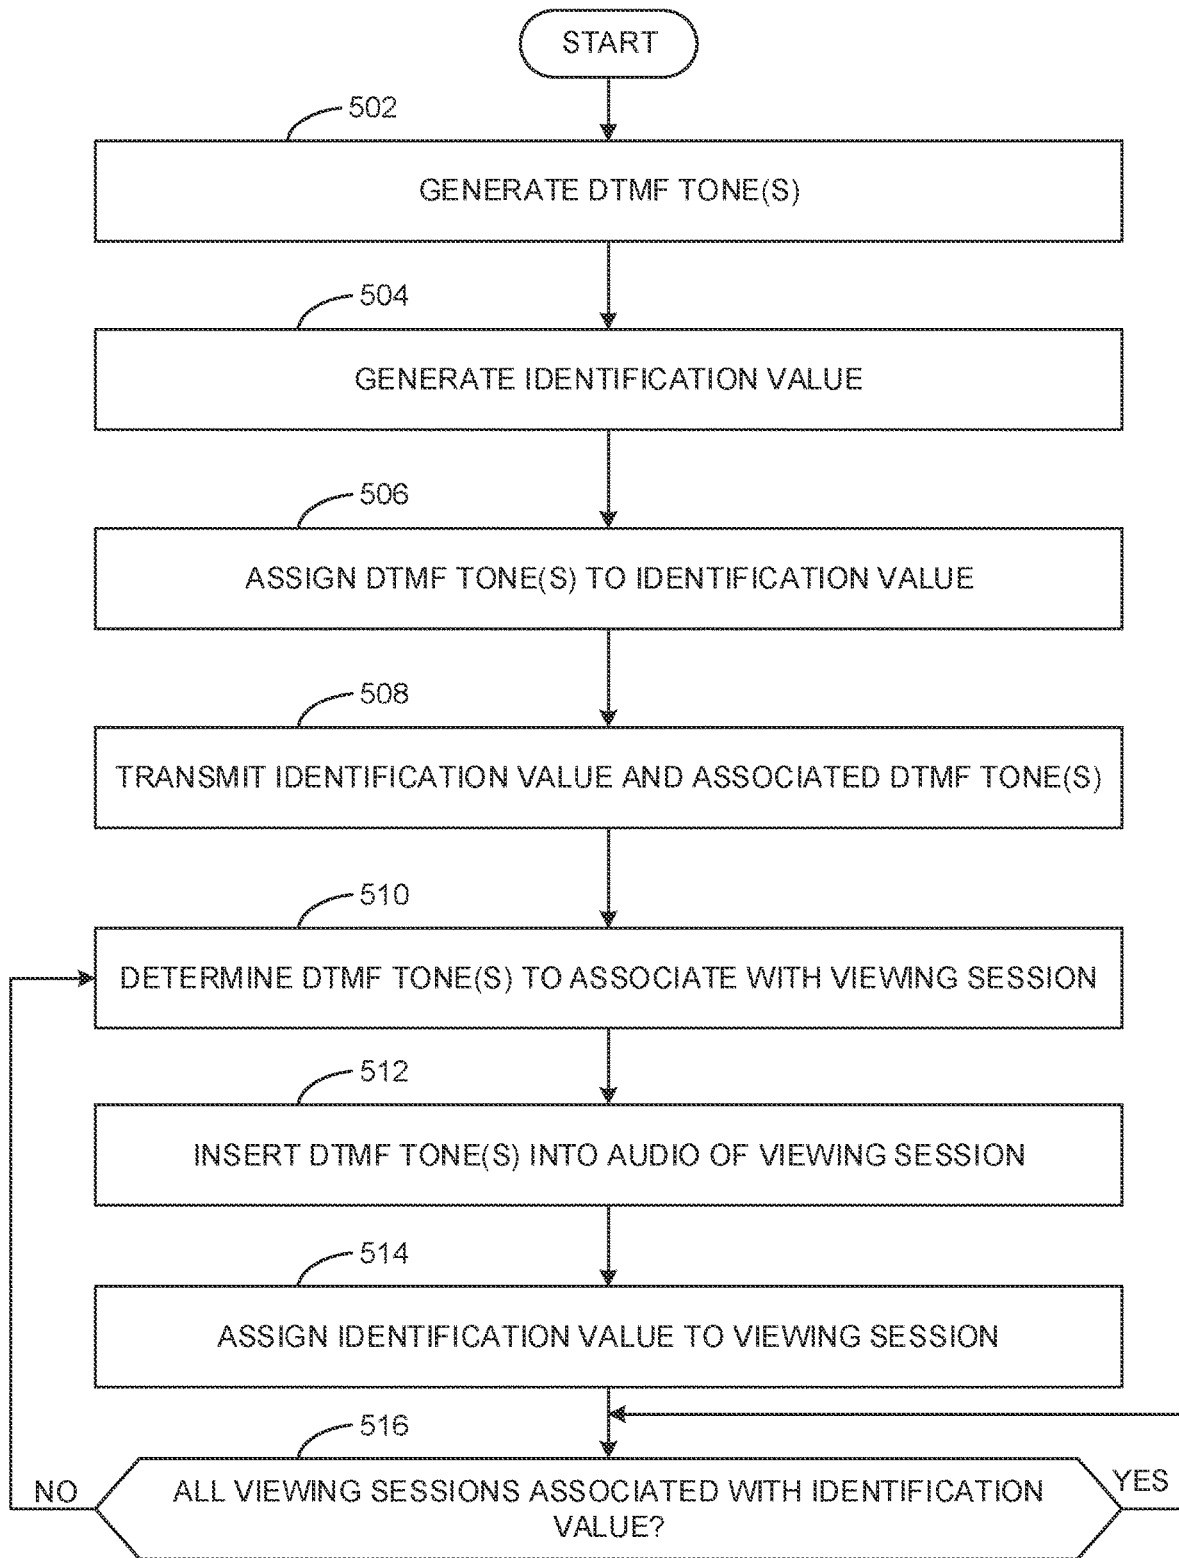 START
502
GENERATE DTMF TONE(S)
504
GENERATE IDENTIFICATION VALUE
506
ASSIGN DTMF TONE(S) TO IDENTIFICATION VALUE
508
TRANSMIT IDENTIFICATION VALUE AND ASSOCIATED DTMF TONE(S)
510
DETERMINE DTMF TONE(S) TO ASSOCIATE WITH VIEWING SESSION
512
INSERT DTMF TONE(S) INTO AUDIO OF VIEWING SESSION
514
ASSIGN IDENTIFICATION VALUE TO VIEWING SESSION
516
NO
ALL VIEWING SESSIONS ASSOCIATED WITH IDENTIFICATION
VALUE?
YES